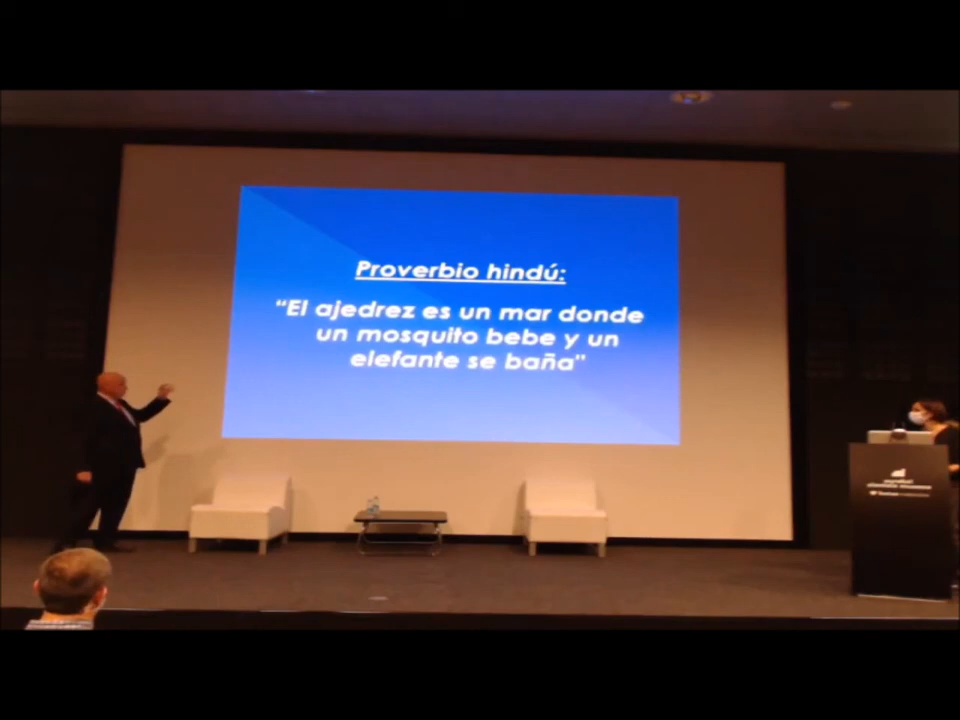 Proverbio hindú:
“El ajedrez es un mar donde
un mosquito bebe y un
elefante se baña”